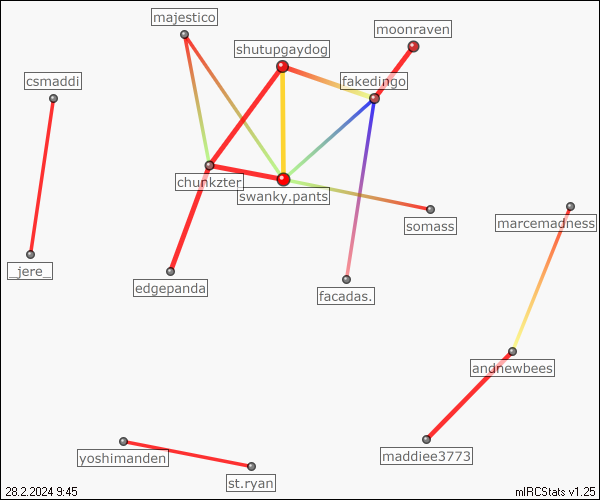 majestico
moonraven
shutupgaydog
csmaddi
fakedingo
chunkzter
swanky.pants
somass
marcemadness
_jere_
edgepanda
facadas.
andnewbees
maddiee3773
yoshimanden
st.ryan
28.2.2024 9:45
mIRCStats v1.25